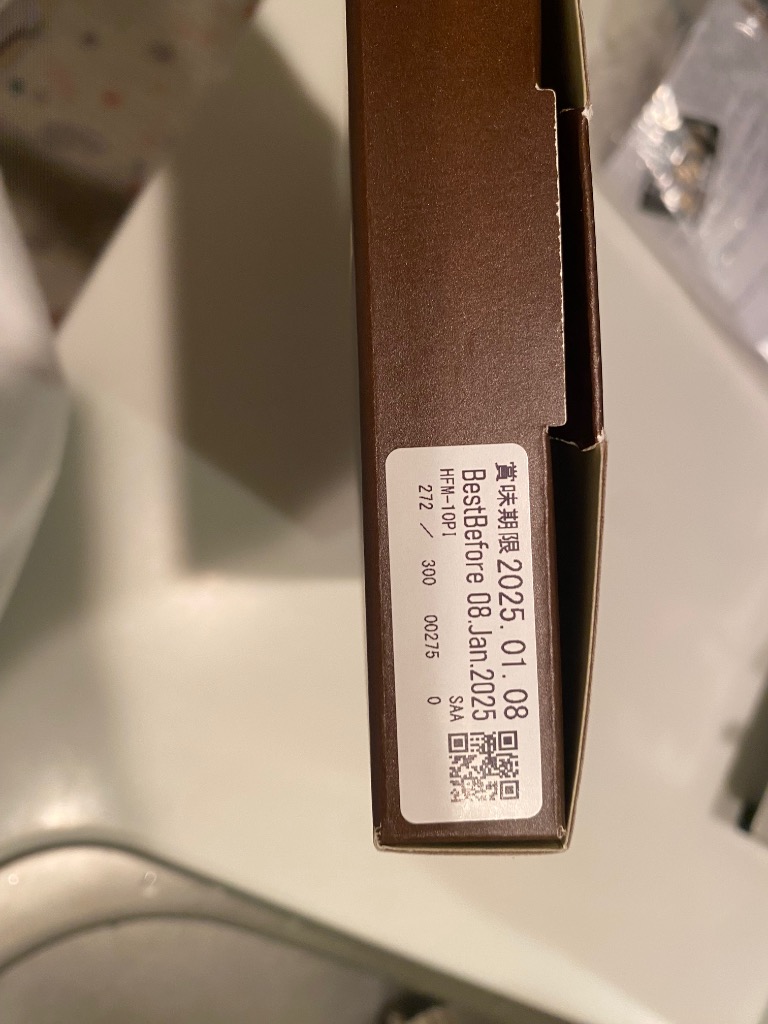 賞味期限 2025.01.08
BestBefore 08.Jan.2025
HFM-10PI SAA
272 / 300 00275 0